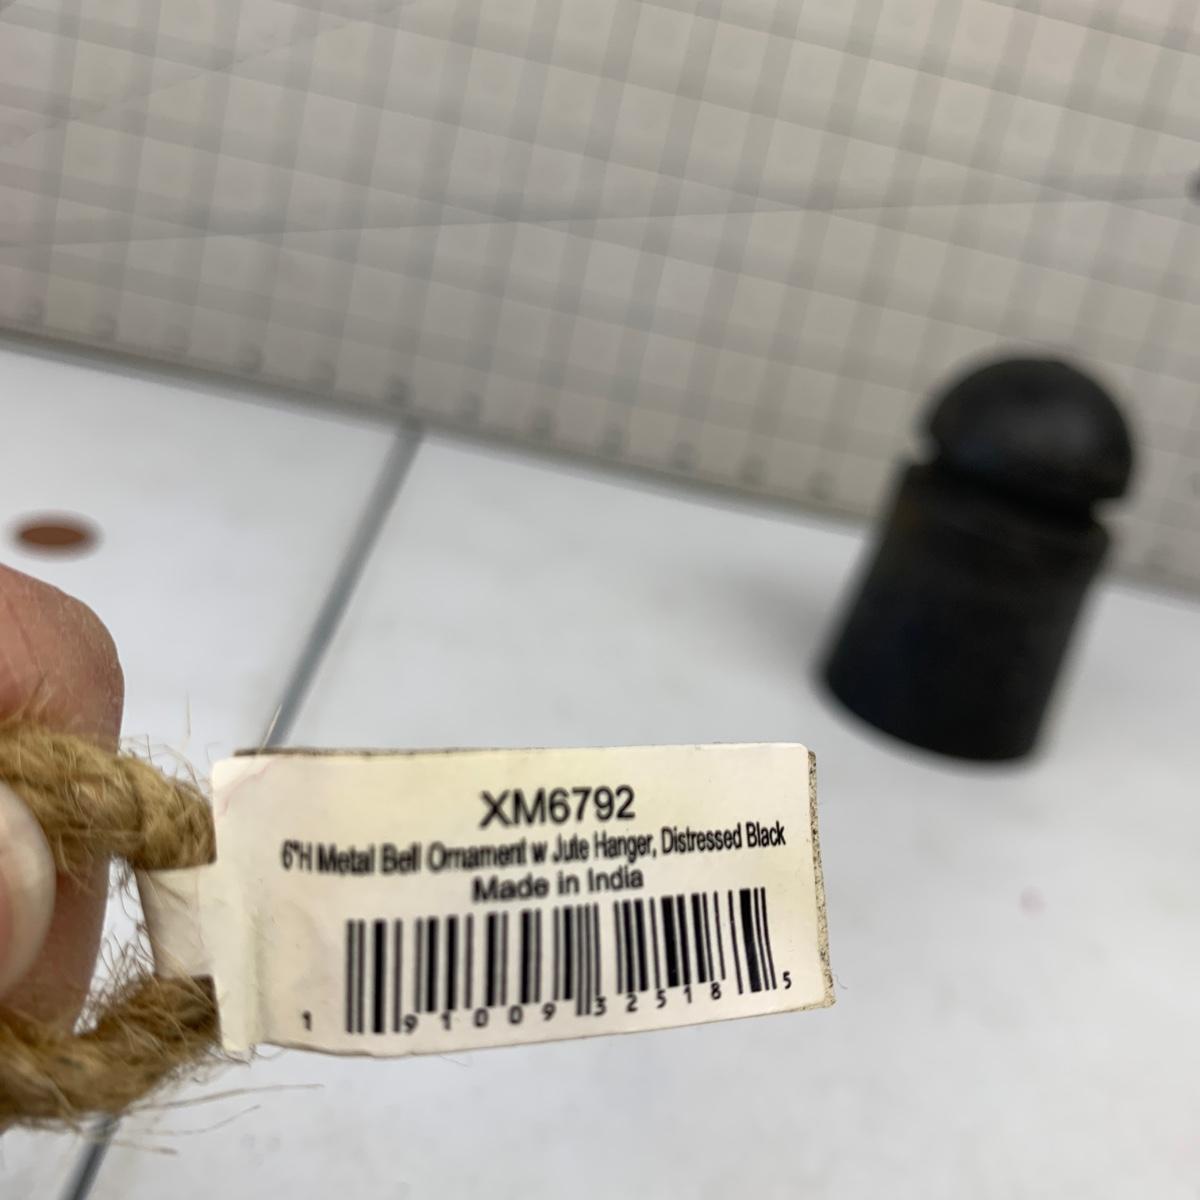 XM6792
6"H Metal Bell Ornament w Jute Hanger, Distressed Black
Made in India
1 91009 32518 5